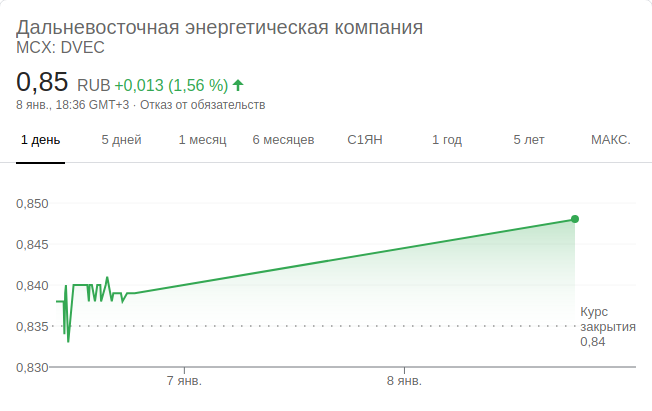 Дальневосточная энергетическая компания
MCX: DVEC
0,85 RUB +0,013 (1,56 %)
8 янв., 18:36 GMT+3 · Отказ от обязательств
1 день 5 дней 1 месяц 6 месяцев С1ЯН 1 год 5 лет МАКС.
0,850
0,845
0,840
0,835
0,830
Курс
закрытия
0,84
7 янв. 8 янв.